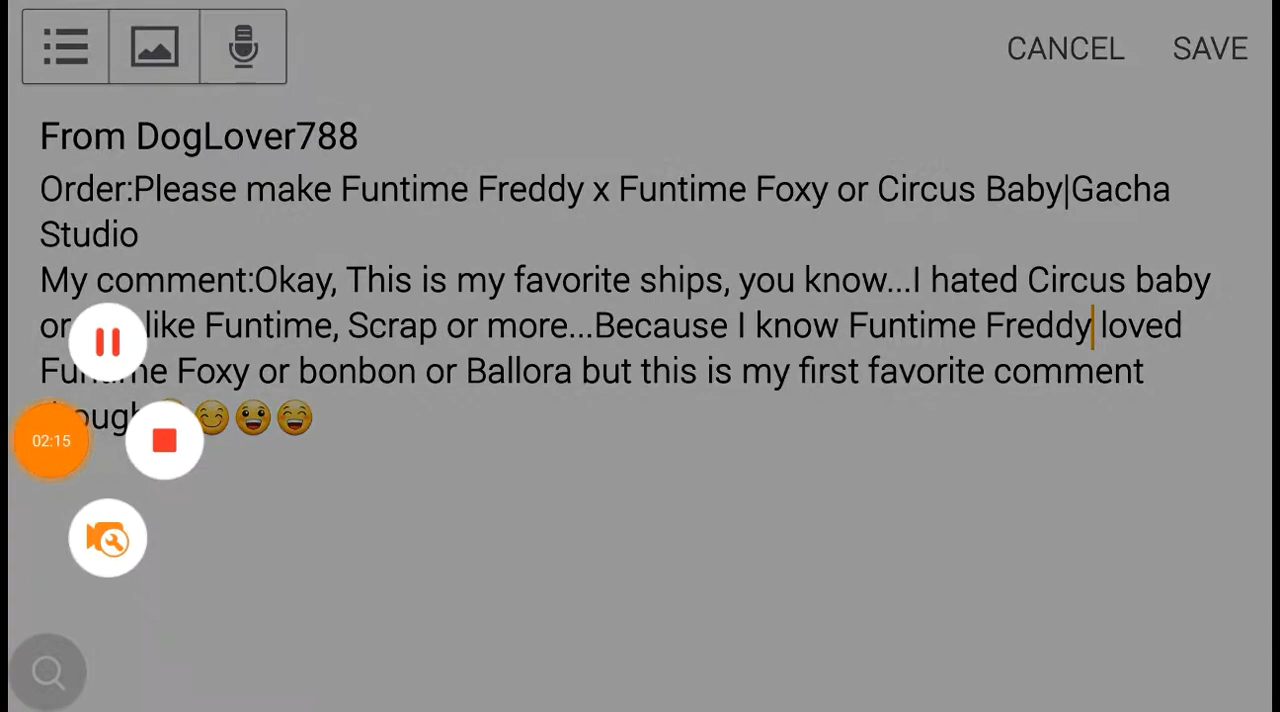 CANCEL SAVE
From DogLover788
Order:Please make Funtime Freddy x Funtime Foxy or Circus Baby|Gacha
Studio
My comment:Okay, This is my favorite ships, you know...I hated Circus baby
or like Funtime, Scrap or more...Because I know Funtime Freddy loved
Foxy or bonbon or Ballora but this is my first favorite comment
😊😀😄
02:15